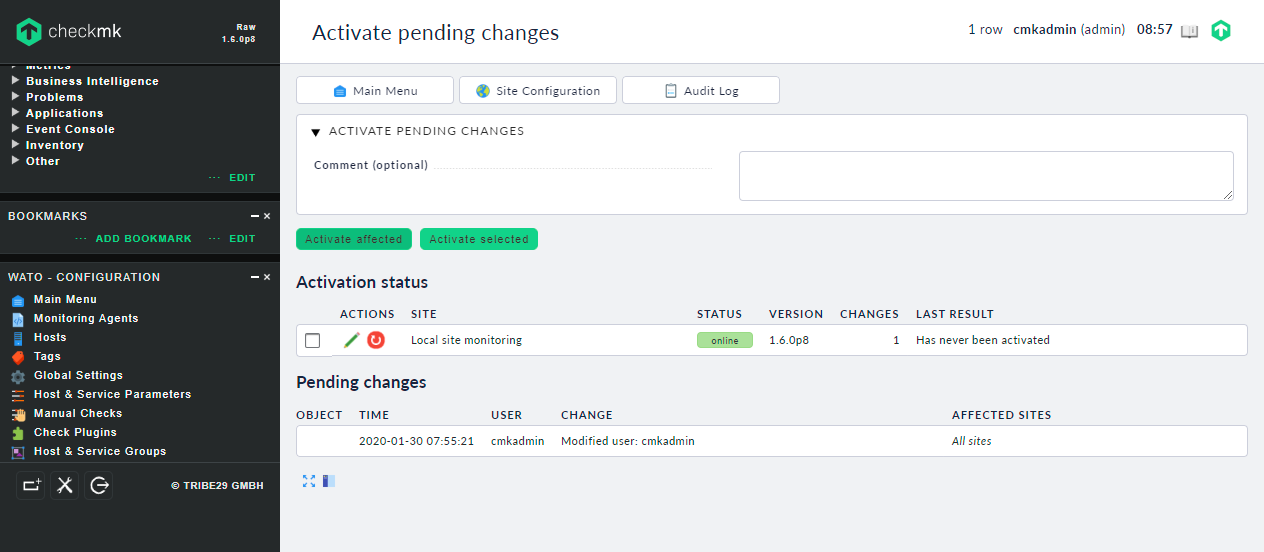 checkmk
Raw
1.6.0p8
Metrics
Business Intelligence
Problems
Applications
Event Console
Inventory
Other
EDIT
BOOKMARKS
ADD BOOKMARK
EDIT
WATO - CONFIGURATION
Main Menu
Monitoring Agents
Hosts
Tags
Global Settings
Host & Service Parameters
Manual Checks
Check Plugins
Host & Service Groups
© TRIBE29 GMBH
Activate pending changes
1 row cmkadmin (admin) 08:57
Main Menu
Site Configuration
Audit Log
ACTIVATE PENDING CHANGES
Comment (optional)
Activate affected
Activate selected
Activation status
ACTIONS SITE STATUS VERSION CHANGES LAST RESULT
Local site monitoring online 1.6.0p8 1 Has never been activated
Pending changes
OBJECT TIME USER CHANGE AFFECTED SITES
2020-01-30 07:55:21 cmkadmin Modified user: cmkadmin All sites